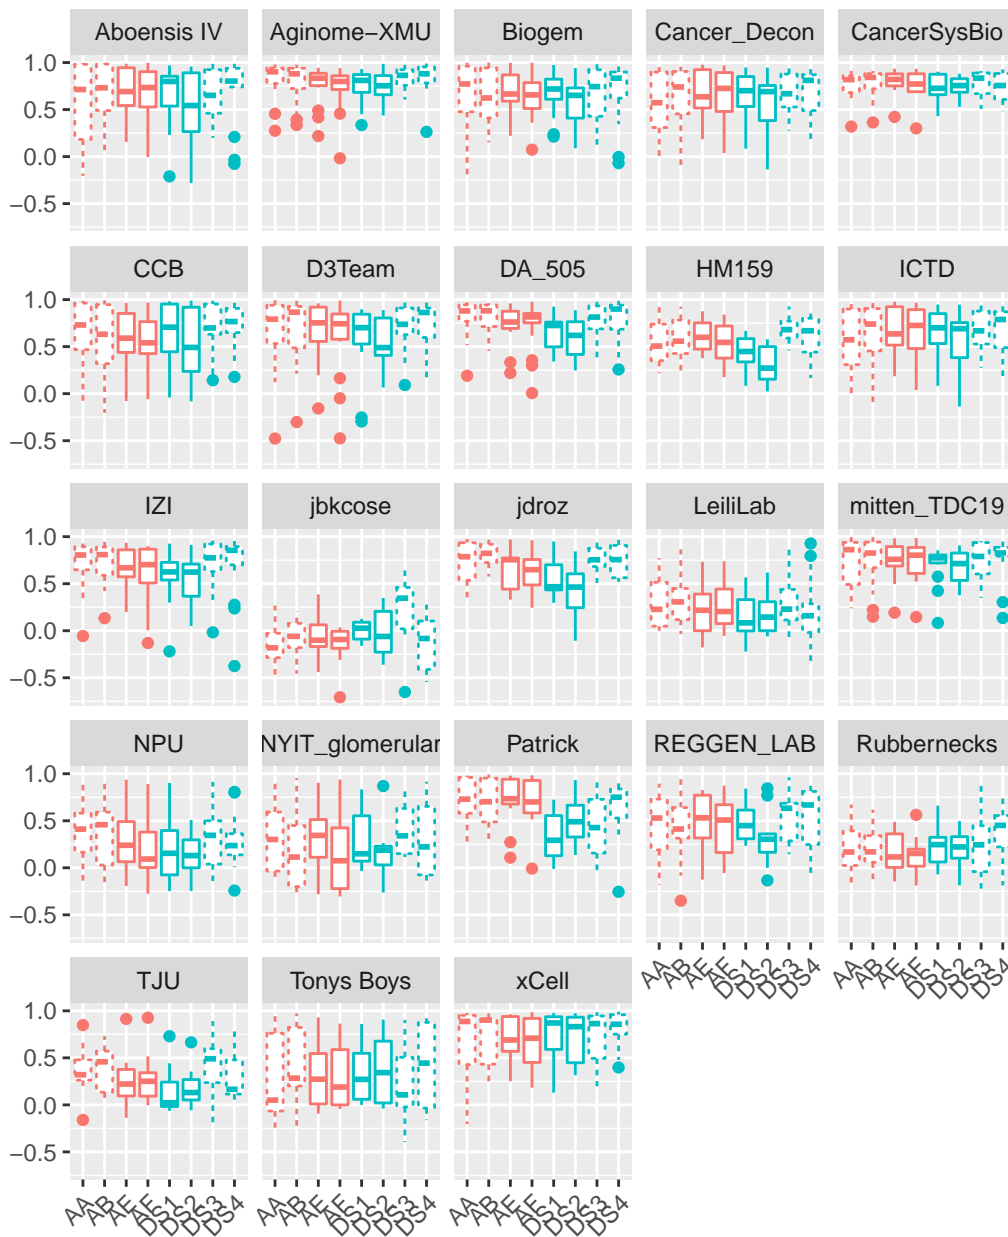 Aboensis IV Aginome−XMU Biogem Cancer_Decon CancerSysBio
1.0
0.5
0.0
−0.5
CCB D3Team DA_505 HM159 ICTD
1.0
0.5
0.0
−0.5
IZI jbkcose jdroz LeiliLab mitten_TDC19
1.0
0.5
0.0
−0.5
NPU NYIT_glomerular Patrick REGGEN_LAB Rubbernecks
1.0
0.5
0.0
−0.5
AA AB AE AE DS1 DS2 DS3 DS4 AA AB AE AE DS1 DS2 DS3 DS4
TJU Tonys Boys xCell
1.0
0.5
0.0
−0.5
AA AB AE AE DS1 DS2 DS3 DS4 AA AB AE AE DS1 DS2 DS3 DS4 AA AB AE AE DS1 DS2 DS3 DS4